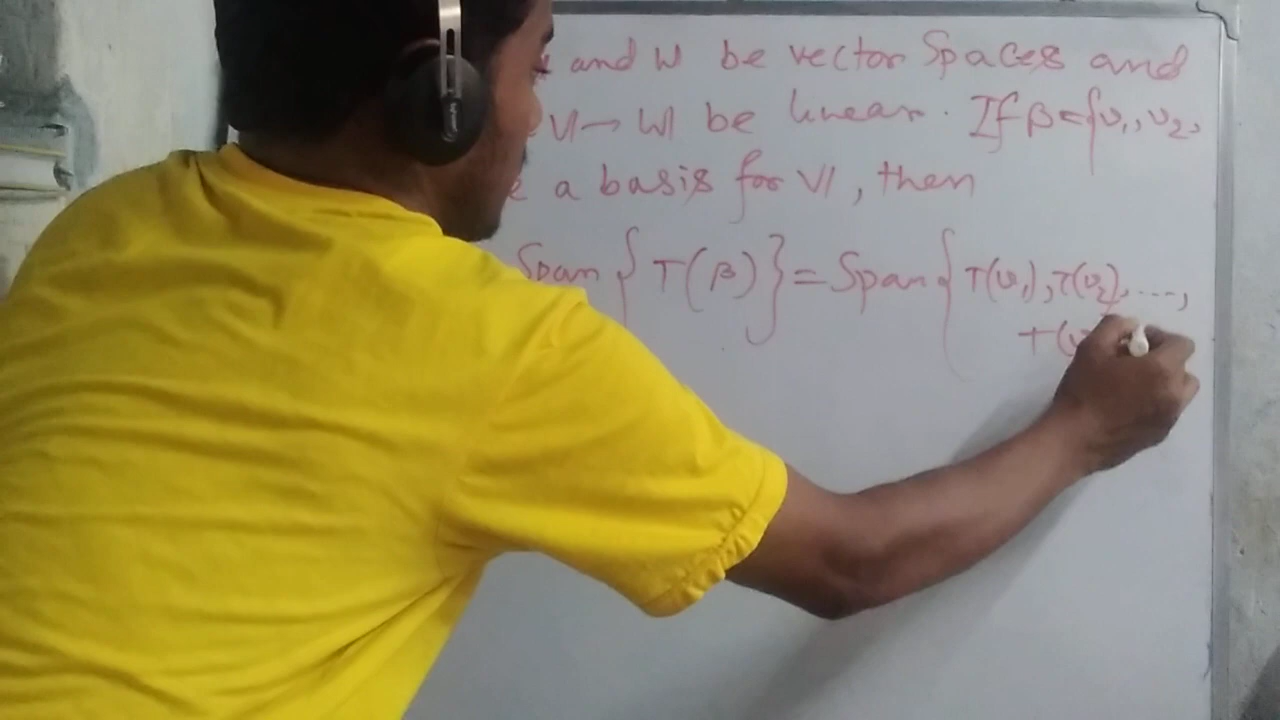 and W be vector Spaces and
V → W be linear. If β = {v₁, v₂,
a basis for V, then
Span { T(β) } = Span { T(v₁), T(v₂), ....,
T(v